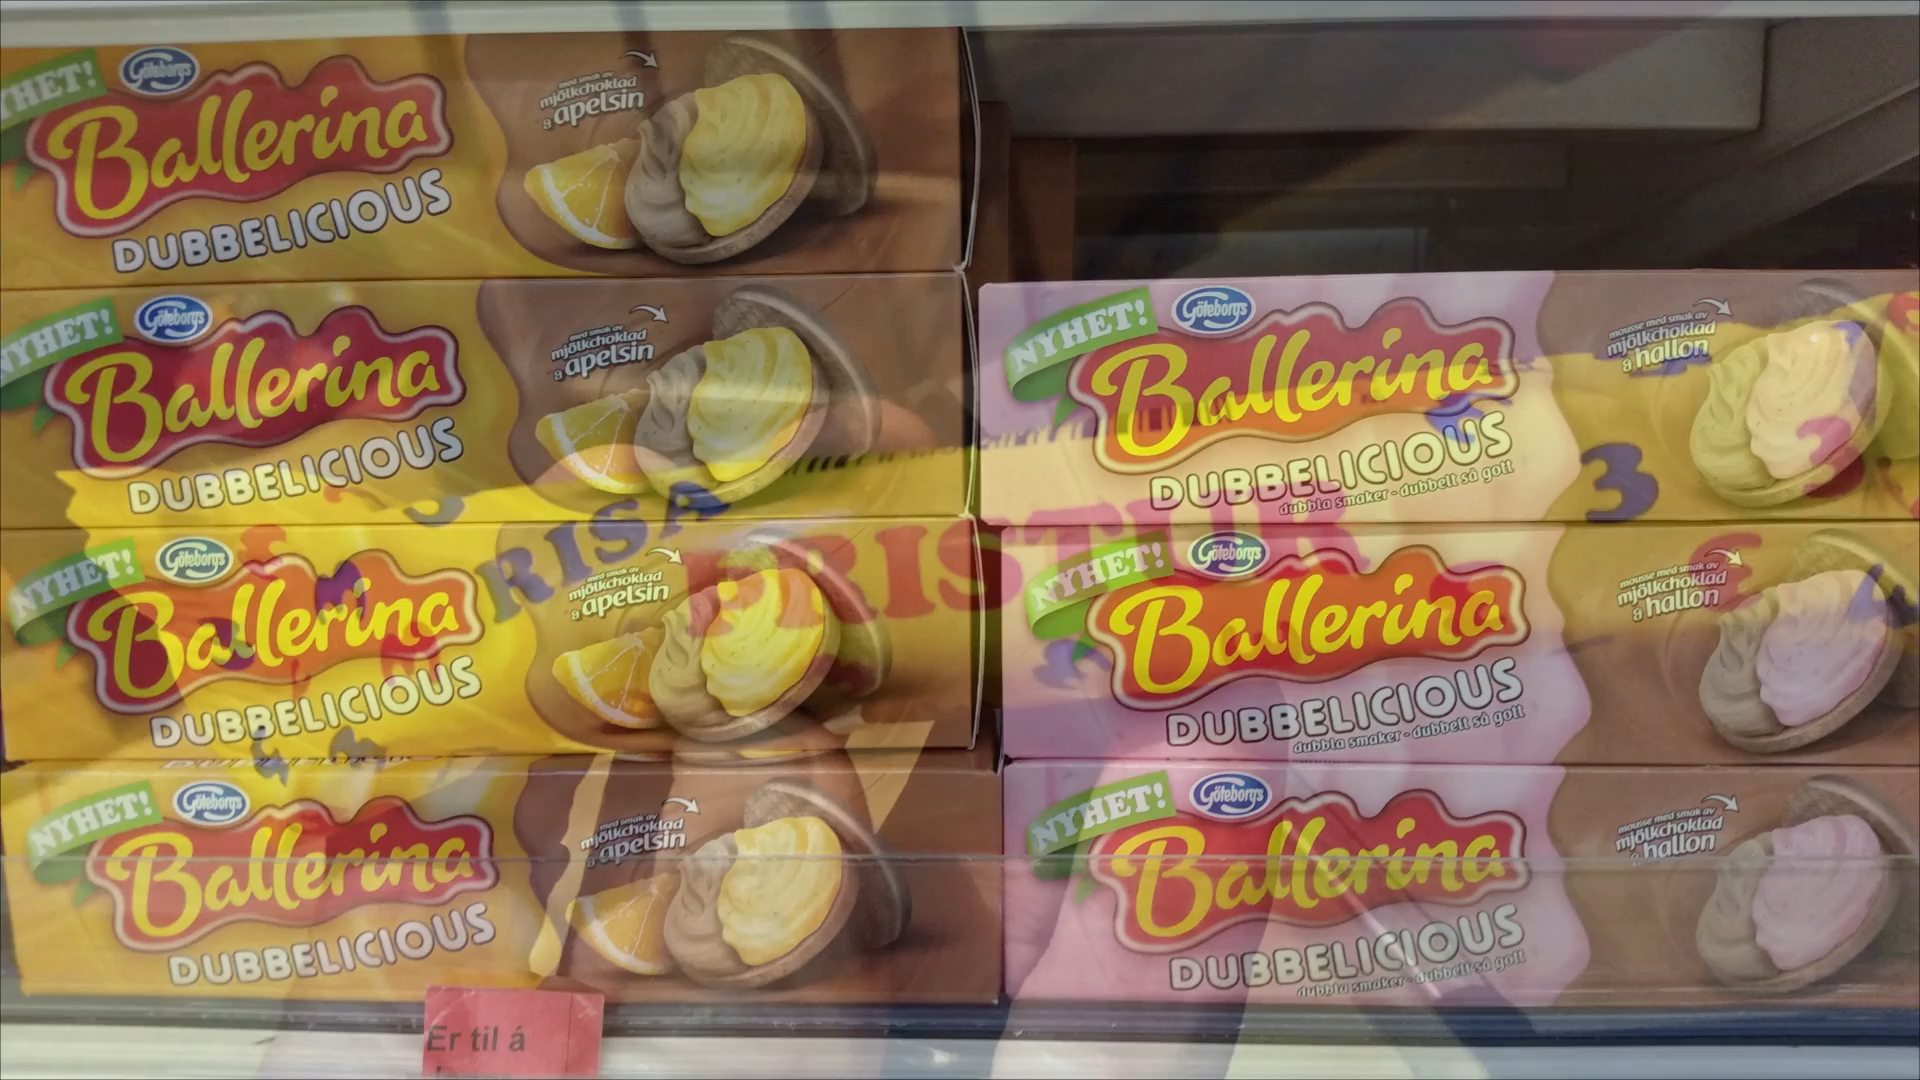 NYHET!
Göteborgs
Ballerina
DUBBELICIOUS
med smak av
mjölkchoklad
& apelsin
NYHET!
Göteborgs
Ballerina
DUBBELICIOUS
med smak av
mjölkchoklad
& apelsin
NYHET!
Göteborgs
Ballerina
DUBBELICIOUS
med smak av
mjölkchoklad
& apelsin
NYHET!
Göteborgs
Ballerina
DUBBELICIOUS
med smak av
mjölkchoklad
& apelsin
NYHET!
Göteborgs
Ballerina
DUBBELICIOUS
dubbla smaker - dubbelt så gott
mousse med smak av
mjölkchoklad
& hallon
NYHET!
Göteborgs
Ballerina
DUBBELICIOUS
dubbla smaker - dubbelt så gott
mousse med smak av
mjölkchoklad
& hallon
NYHET!
Göteborgs
Ballerina
DUBBELICIOUS
dubbla smaker - dubbelt så gott
mousse med smak av
mjölkchoklad
& hallon
RISA
ÞRISTUR
3
3
Er til á